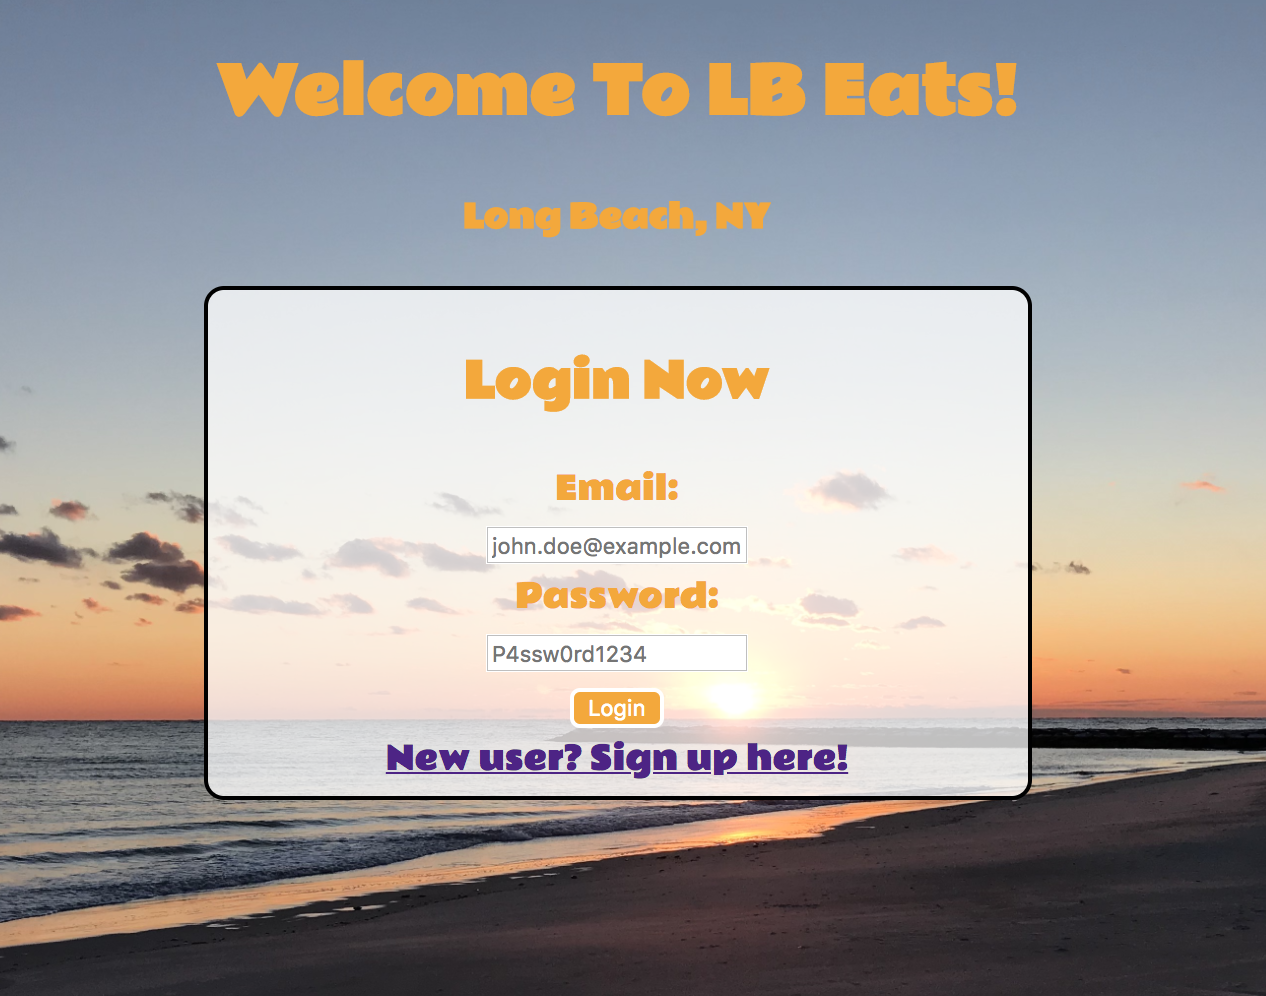 Welcome To LB Eats!
Long Beach, NY
Login Now
Email:
john.doe@example.com
Password:
P4ssw0rd1234
Login
New user? Sign up here!